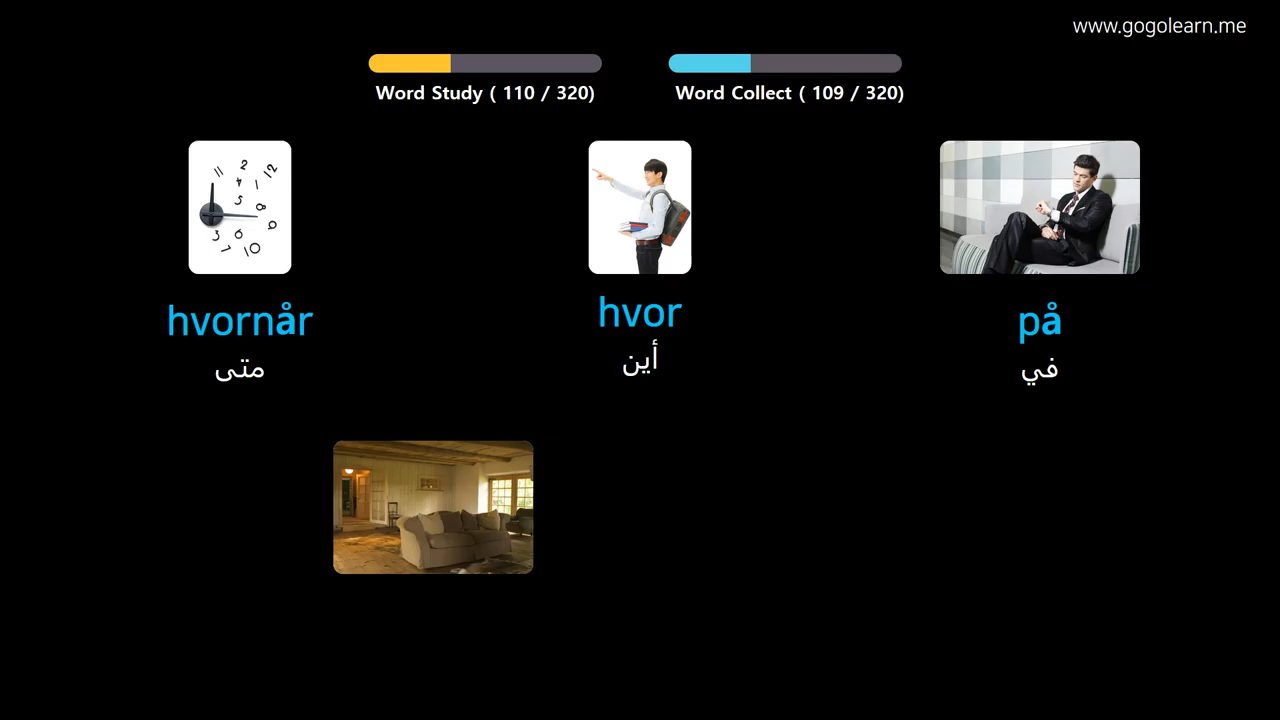 www.gogolearn.me
Word Study ( 110 / 320)
Word Collect ( 109 / 320)
hvornår
متى
hvor
أين
på
في